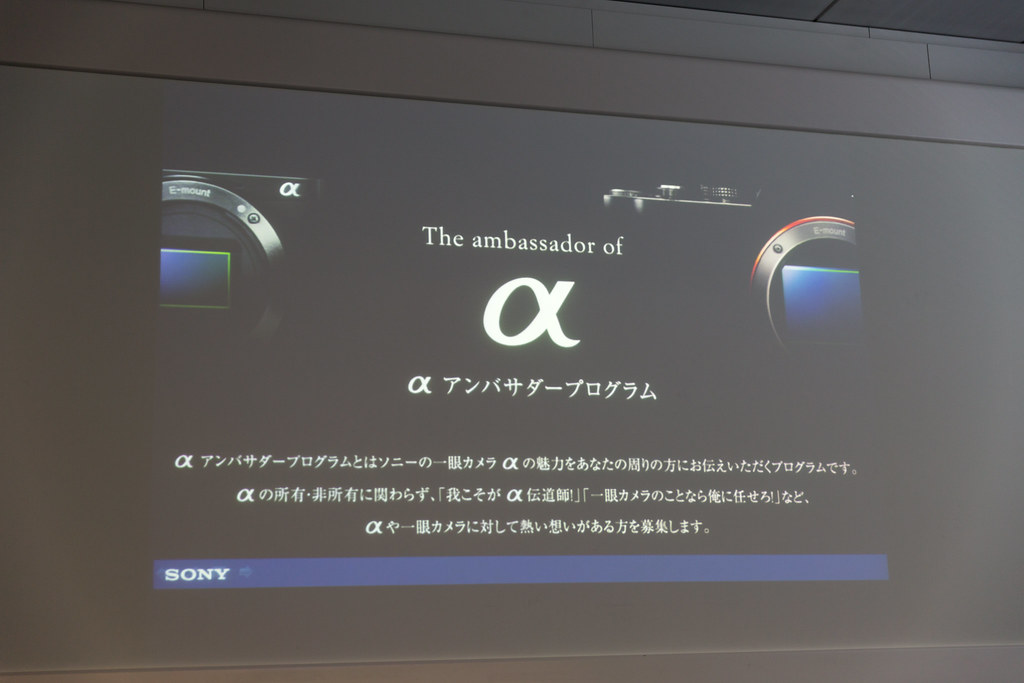 E-mount
α
E-mount
The ambassador of
α
α アンバサダープログラム
α アンバサダープログラムとはソニーの一眼カメラ α の魅力をあなたの周りの方にお伝えいただくプログラムです。
α の所有・非所有に関わらず、「我こそが α 伝道師!」「一眼カメラのことなら俺に任せろ!」など、
α や一眼カメラに対して熱い想いがある方を募集します。
SONY